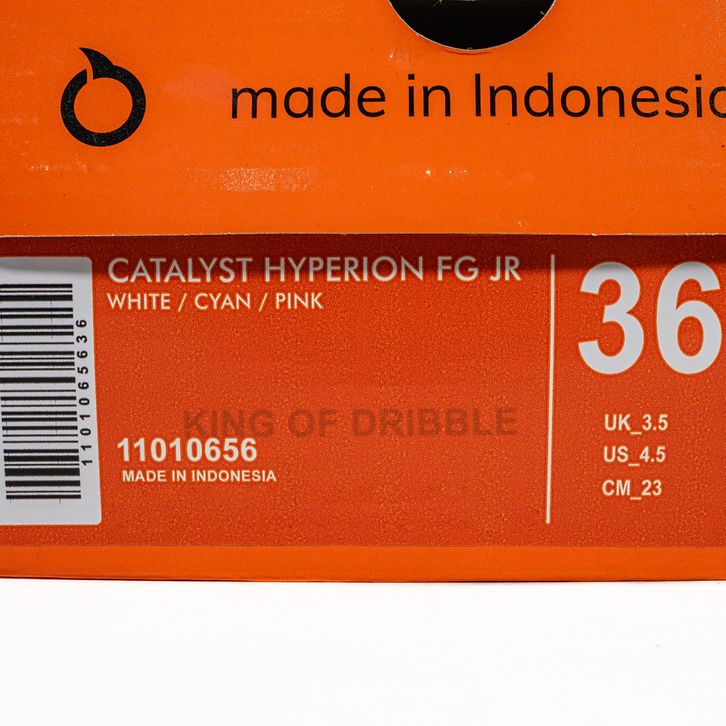 made in Indonesia
CATALYST HYPERION FG JR
WHITE / CYAN / PINK
1101065636
KING OF DRIBBLE
11010656
MADE IN INDONESIA
36
UK_3.5
US_4.5
CM_23